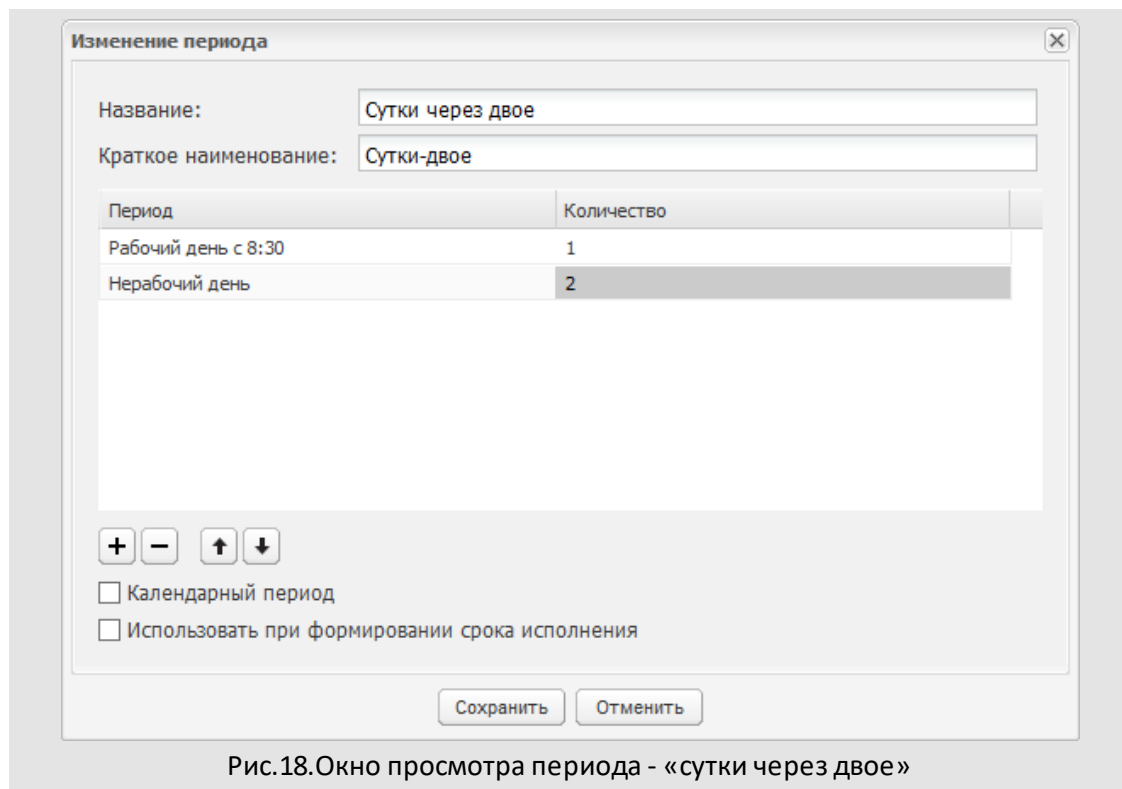 Изменение периода
Название: Сутки через двое
Краткое наименование: Сутки-двое
Период Количество
Рабочий день с 8:30 1
Нерабочий день 2
Календарный период
Использовать при формировании срока исполнения
Сохранить Отменить
Рис.18.Окно просмотра периода - «сутки через двое»